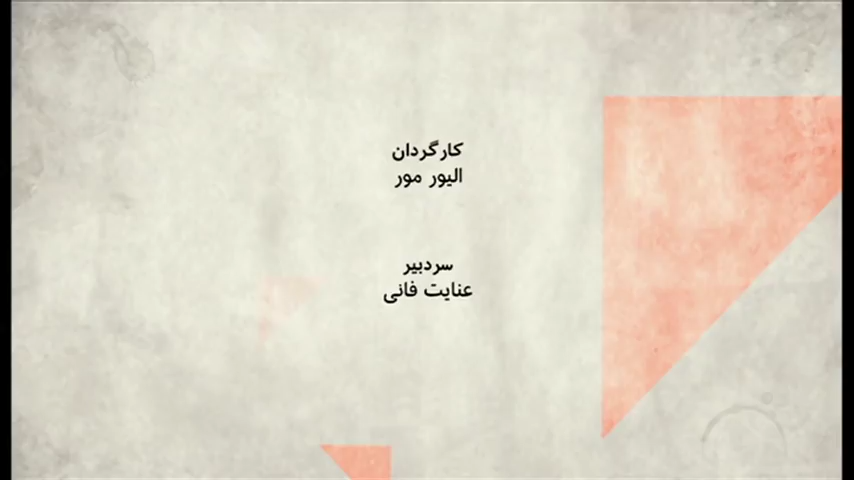 کارگردان
الیور مور
سردبیر
عنایت فانی